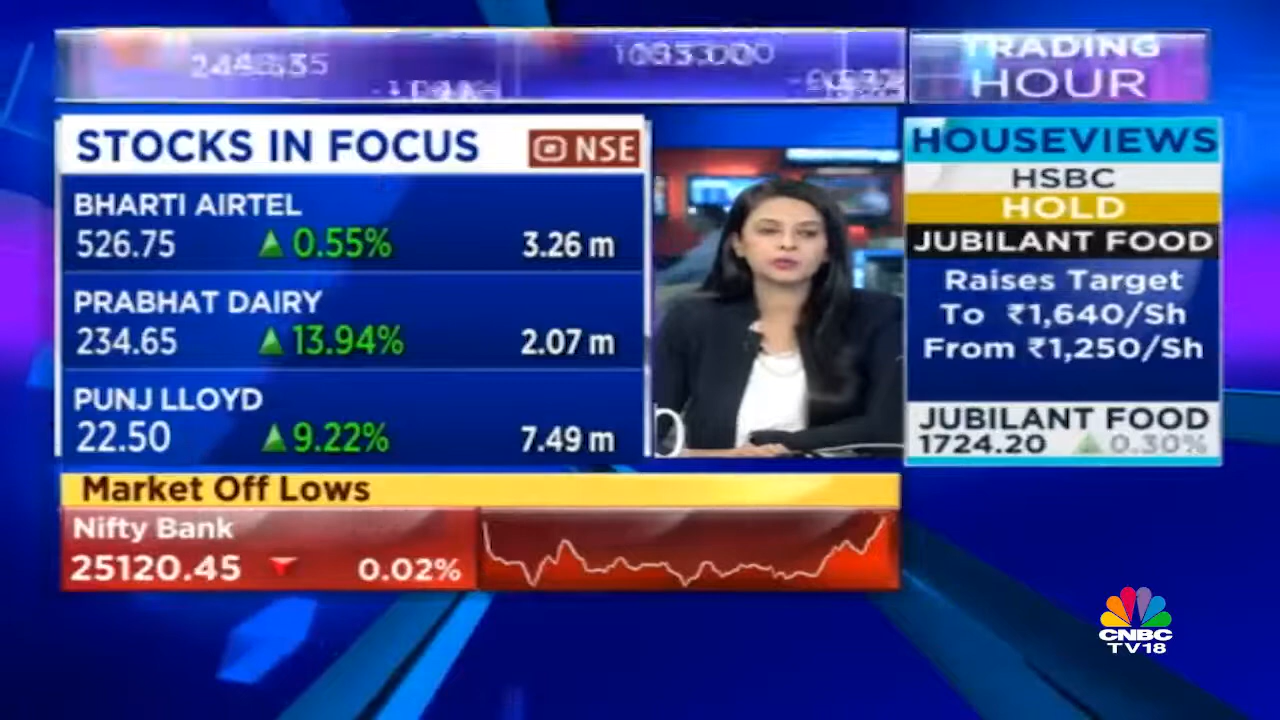 TRADING
HOUR
STOCKS IN FOCUS
NSE
BHARTI AIRTEL
526.75 0.55% 3.26 m
PRABHAT DAIRY
234.65 13.94% 2.07 m
PUNJ LLOYD
22.50 9.22% 7.49 m
HOUSEVIEWS
HSBC
HOLD
JUBILANT FOOD
Raises Target
To ₹1,640/Sh
From ₹1,250/Sh
JUBILANT FOOD
1724.20 0.30%
Market Off Lows
Nifty Bank
25120.45 0.02%
CNBC
TV18